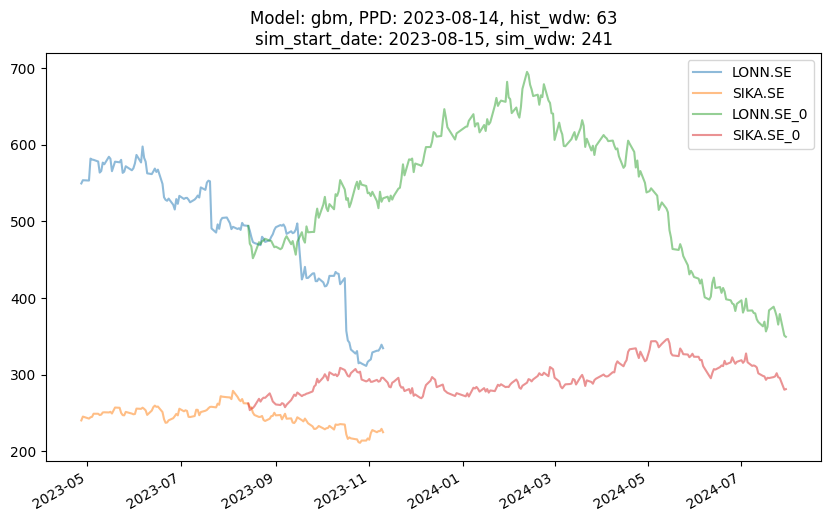 Model: gbm, PPD: 2023-08-14, hist_wdw: 63
sim_start_date: 2023-08-15, sim_wdw: 241
LONN.SE
SIKA.SE
LONN.SE_0
SIKA.SE_0
700
600
500
400
300
200
2023-05
2023-07
2023-09
2023-11
2024-01
2024-03
2024-05
2024-07